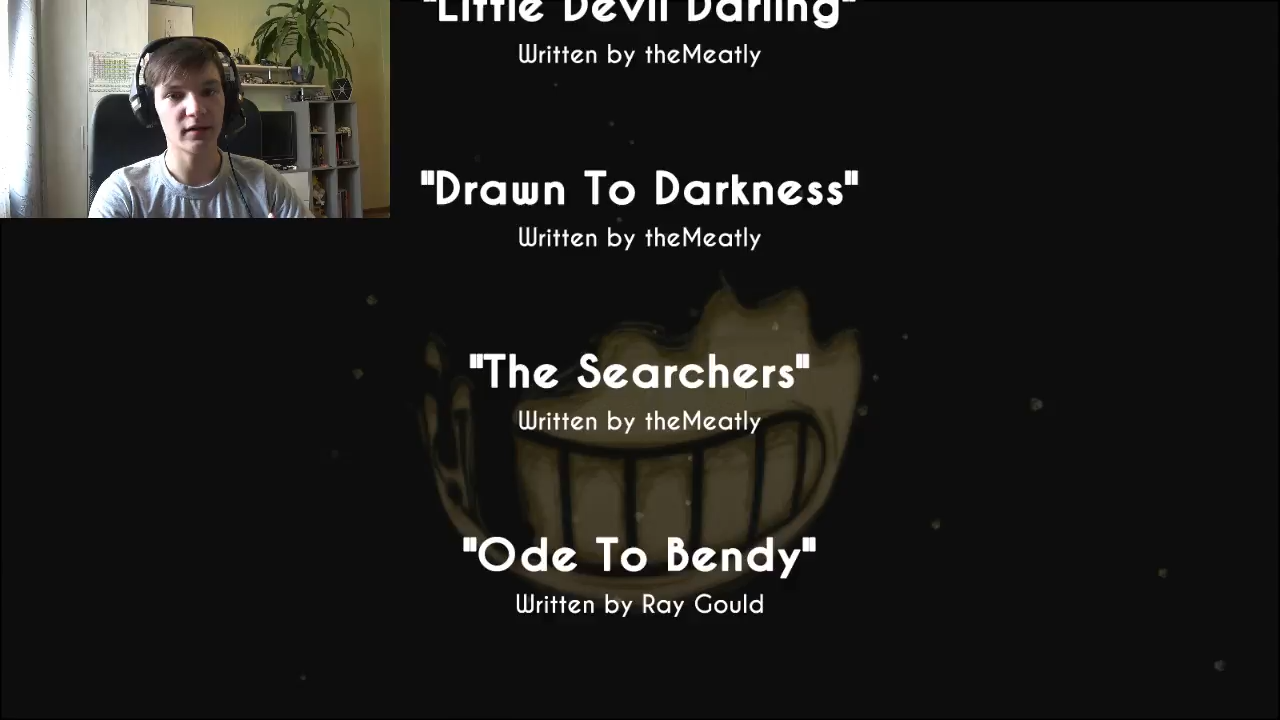 "Little Devil Darling"
Written by theMeatly
"Drawn To Darkness"
Written by theMeatly
"The Searchers"
Written by theMeatly
"Ode To Bendy"
Written by Ray Gould